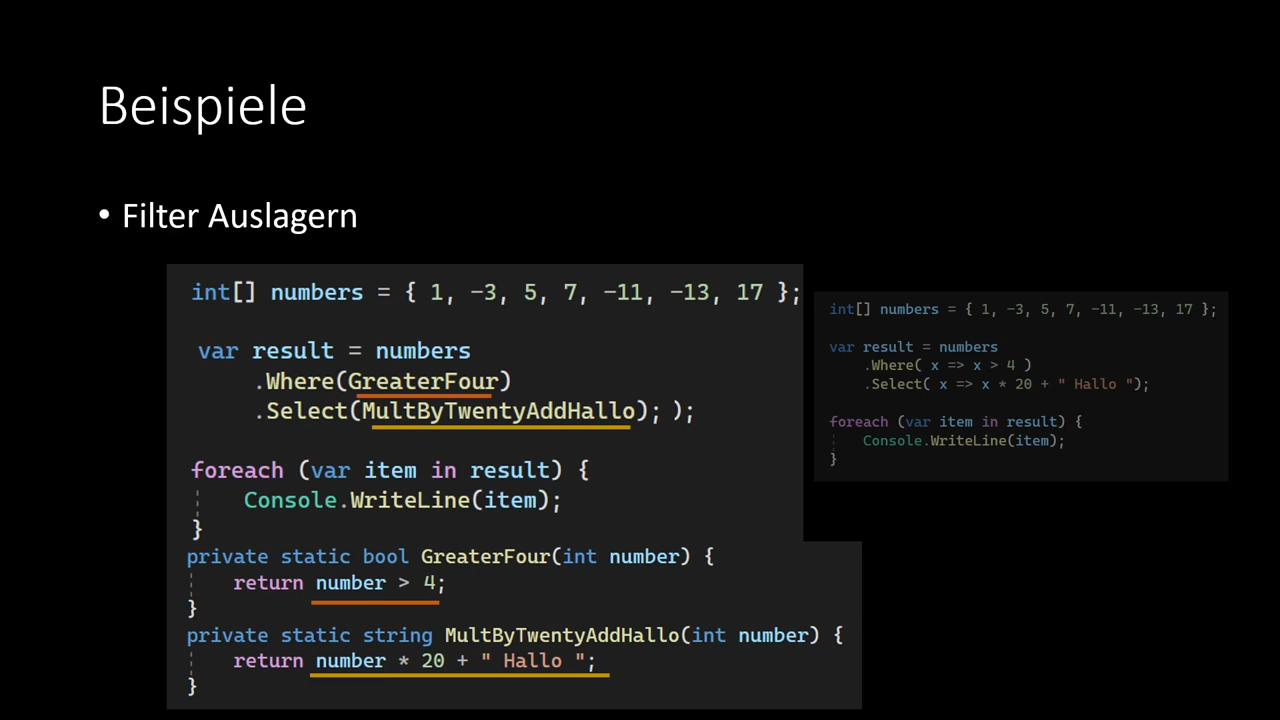 Beispiele
• Filter Auslagern
int[] numbers = { 1, -3, 5, 7, -11, -13, 17 };
var result = numbers
.Where(GreaterFour)
.Select(MultByTwentyAddHallo); );
foreach (var item in result) {
Console.WriteLine(item);
}
private static bool GreaterFour(int number) {
return number > 4;
}
private static string MultByTwentyAddHallo(int number) {
return number * 20 + " Hallo ";
}
int[] numbers = { 1, -3, 5, 7, -11, -13, 17 };
var result = numbers
.Where( x => x > 4 )
.Select( x => x * 20 + " Hallo ");
foreach (var item in result) {
Console.WriteLine(item);
}